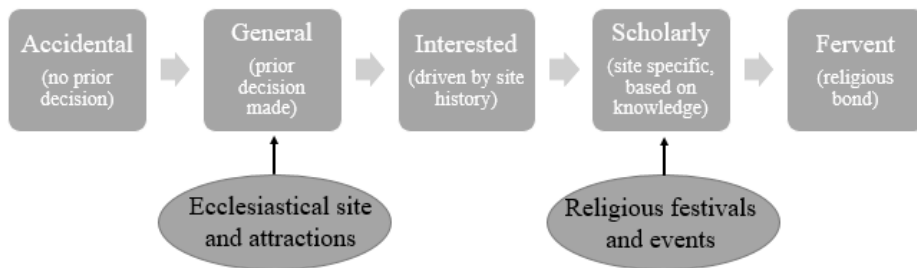 Accidental
(no prior
decision)
General
(prior
decision
made)
Interested
(driven by site
history)
Scholarly
(site specific,
based on
knowledge)
Fervent
(religious
bond)
Ecclesiastical site
and attractions
Religious festivals
and events